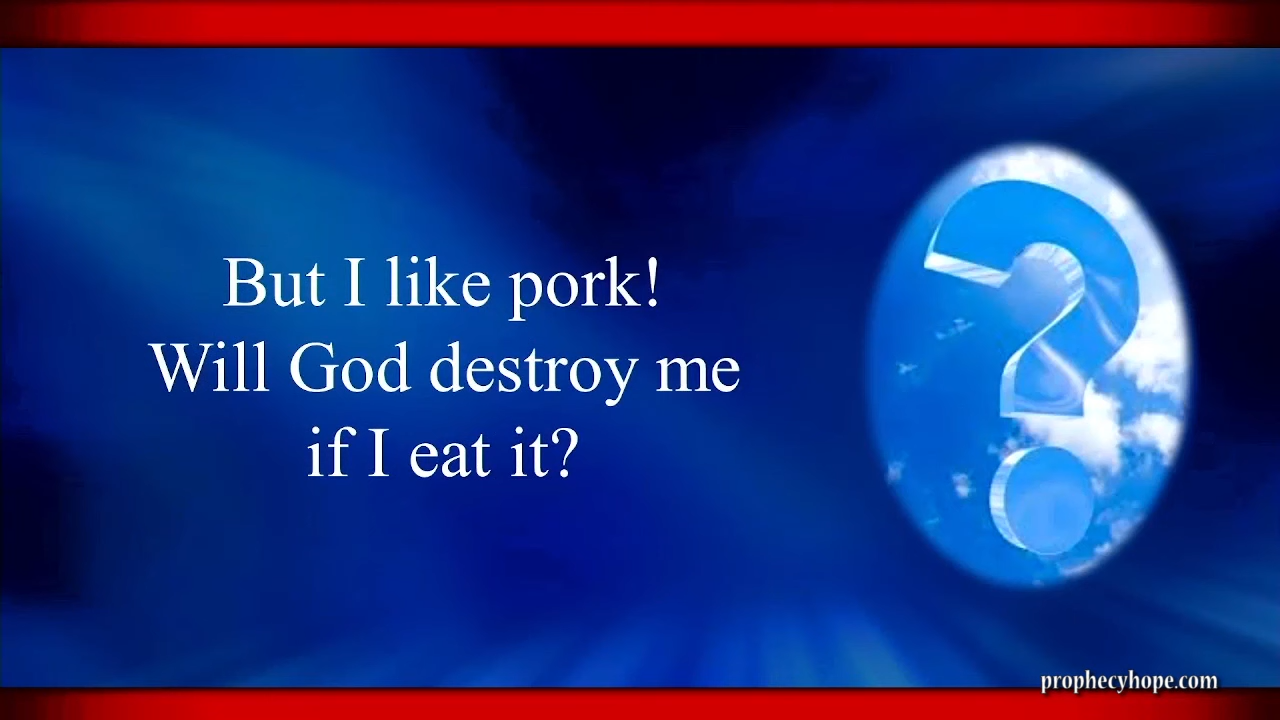 But I like pork!
Will God destroy me
if I eat it?
prophecyhope.com